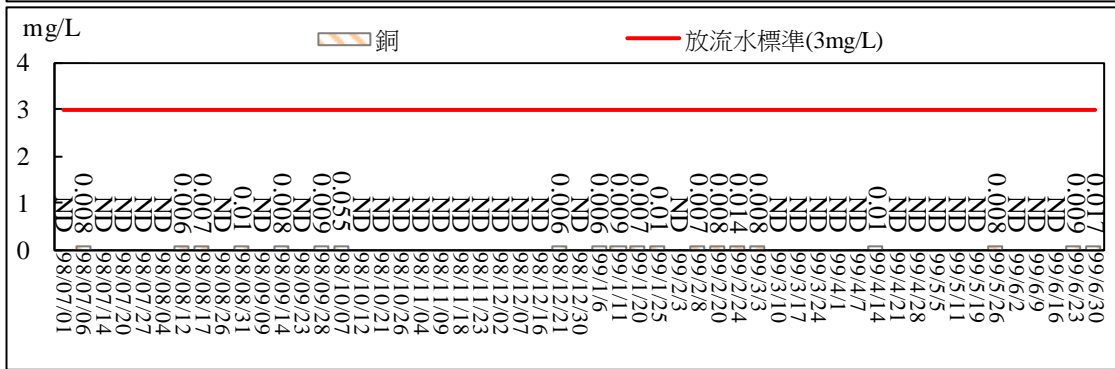 mg/L
銅
放流水標準(3mg/L)
4
3
2
1
0
ND
0.008
ND
ND
ND
ND
0.006
0.007
ND
0.01
ND
0.008
ND
0.009
0.055
ND
ND
ND
ND
ND
ND
ND
ND
ND
ND
0.006
ND
0.006
0.009
0.007
0.01
ND
0.007
0.008
0.014
0.008
ND
ND
ND
ND
ND
0.01
ND
ND
ND
ND
ND
0.008
ND
ND
ND
0.009
0.017
98/07/01
98/07/06
98/07/14
98/07/20
98/07/27
98/08/04
98/08/12
98/08/17
98/08/26
98/08/31
98/09/09
98/09/14
98/09/23
98/09/28
98/10/07
98/10/12
98/10/21
98/10/26
98/11/04
98/11/09
98/11/18
98/11/23
98/12/02
98/12/07
98/12/16
98/12/21
98/12/30
99/1/6
99/1/11
99/1/20
99/1/25
99/2/3
99/2/8
99/2/20
99/2/24
99/3/3
99/3/10
99/3/17
99/3/24
99/4/1
99/4/7
99/4/14
99/4/21
99/4/28
99/5/5
99/5/11
99/5/19
99/5/26
99/6/2
99/6/9
99/6/16
99/6/23
99/6/30